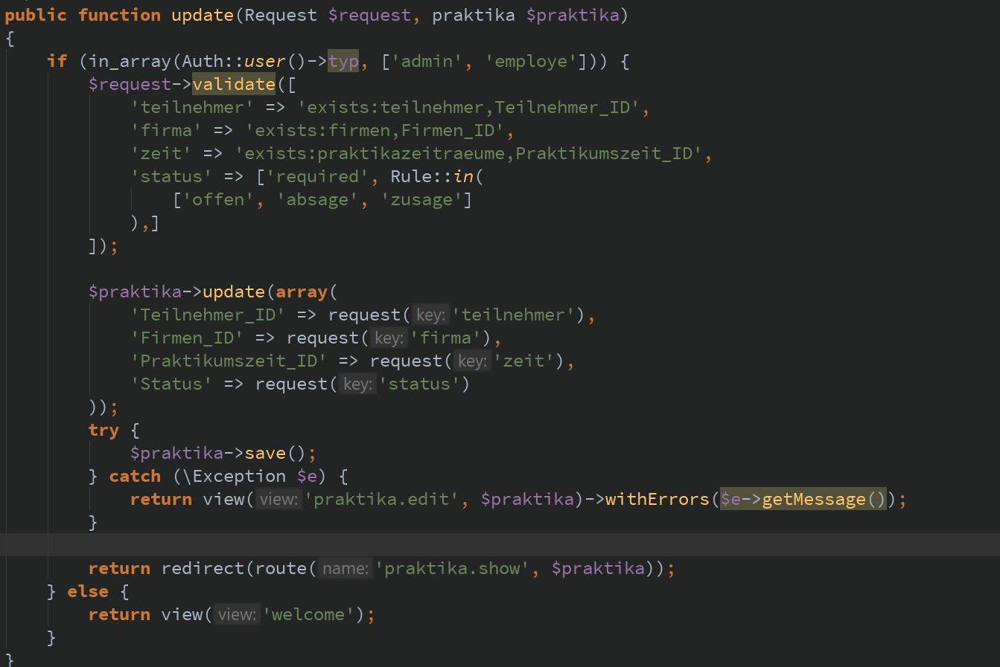 public function update(Request $request, praktika $praktika)
{
    if (in_array(Auth::user()->typ, ['admin', 'employe'])) {
        $request->validate([
            'teilnehmer' => 'exists:teilnehmer,Teilnehmer_ID',
            'firma' => 'exists:firmen,Firmen_ID',
            'zeit' => 'exists:praktikazeitraeume,Praktikumszeit_ID',
            'status' => ['required', Rule::in(
                ['offen', 'absage', 'zusage']
            ),]
        ]);

        $praktika->update(array(
            'Teilnehmer_ID' => request( key: 'teilnehmer'),
            'Firmen_ID' => request( key: 'firma'),
            'Praktikumszeit_ID' => request( key: 'zeit'),
            'Status' => request( key: 'status')
        ));
        try {
            $praktika->save();
        } catch (\Exception $e) {
            return view( view: 'praktika.edit', $praktika)->withErrors($e->getMessage());
        }

        return redirect(route( name: 'praktika.show', $praktika));
    } else {
        return view( view: 'welcome');
    }
}